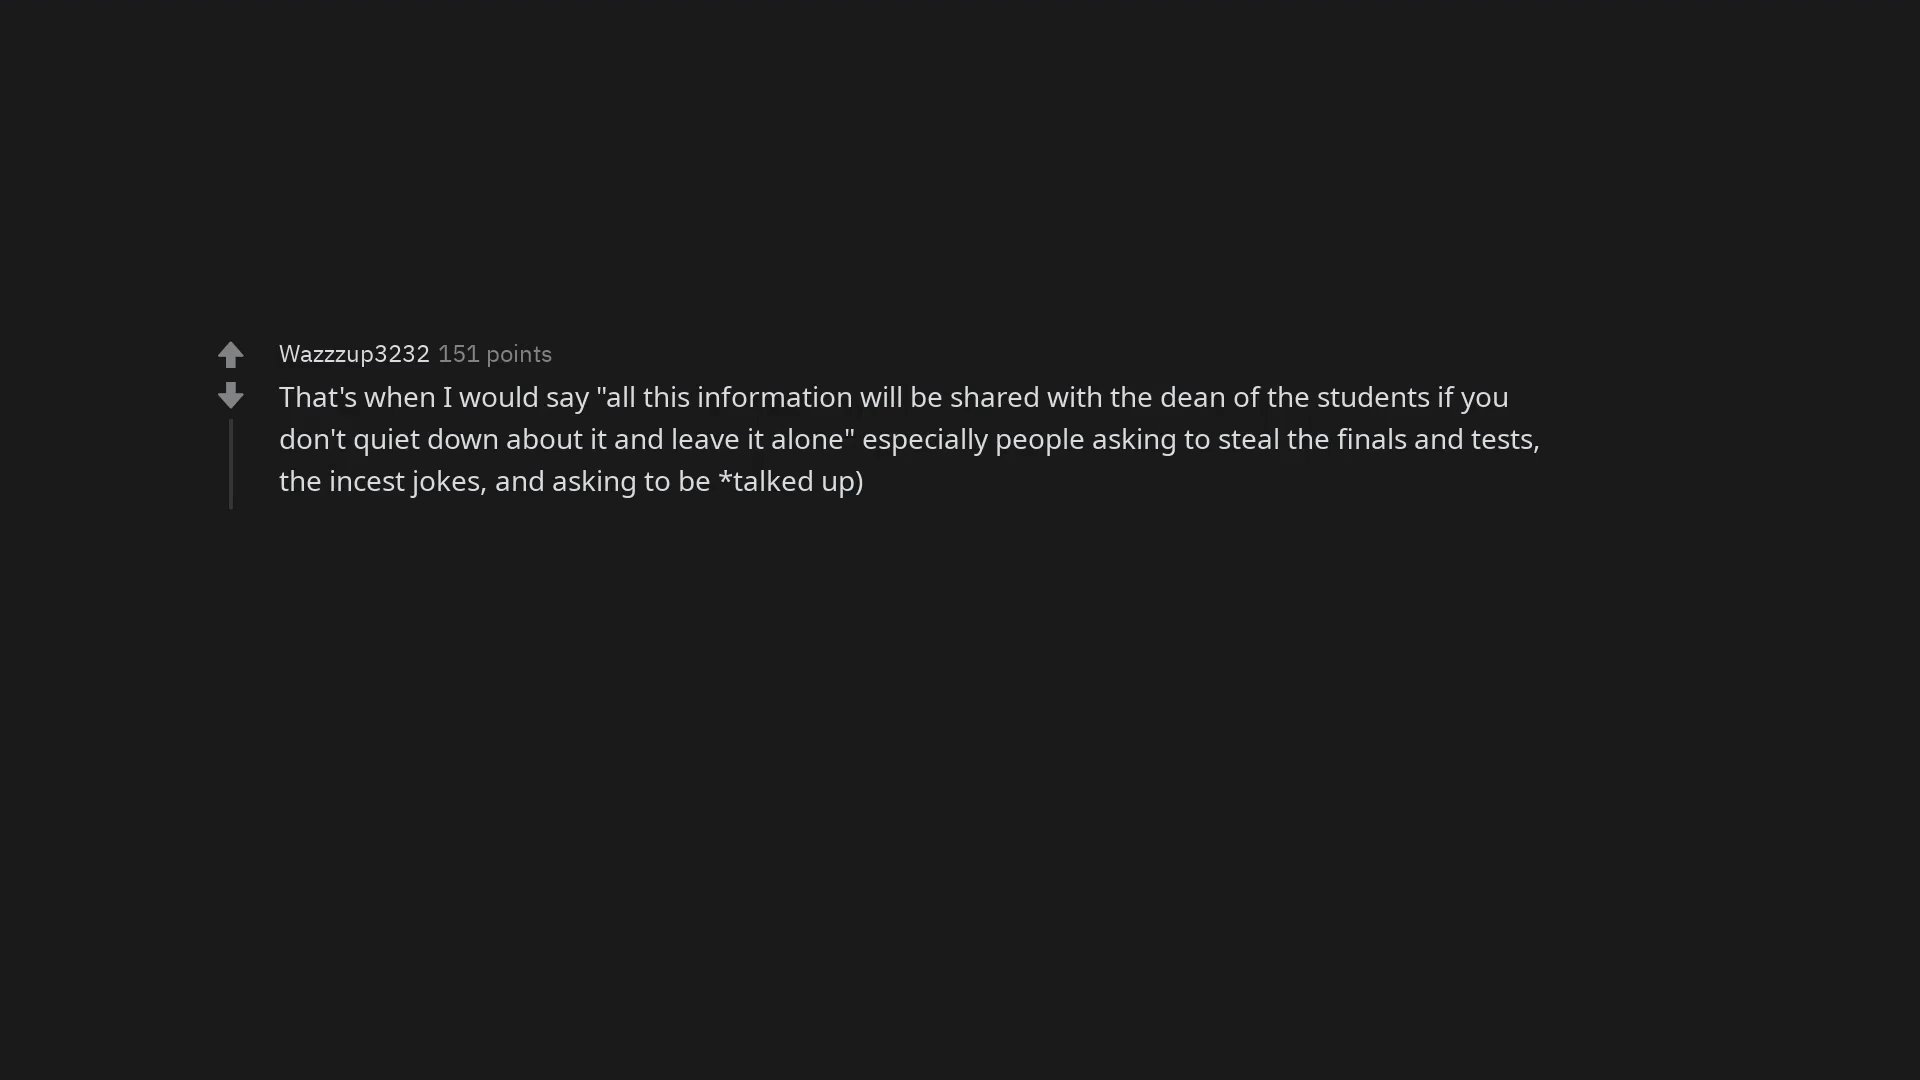 Wazzzup3232 151 points
That's when I would say "all this information will be shared with the dean of the students if you
don't quiet down about it and leave it alone" especially people asking to steal the finals and tests,
the incest jokes, and asking to be *talked up)